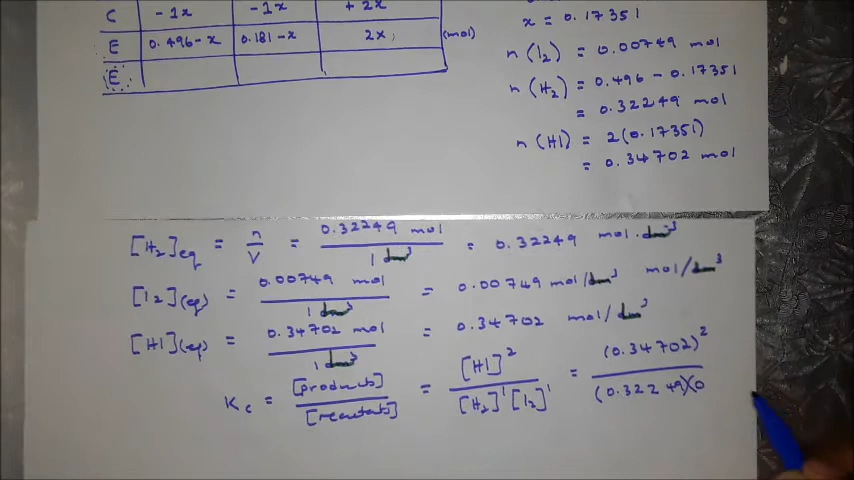 C -1x -1x +2x
E 0.496-x 0.181-x 2x (mol)
E
x = 0.17351
n(I₂) = 0.00749 mol
n(H₂) = 0.496 - 0.17351
= 0.32249 mol
n(HI) = 2(0.17351)
= 0.34702 mol
[H₂]eq = n/V = 0.32249 mol / 1 dm³ = 0.32249 mol.dm⁻³
[I₂](eq) = 0.00749 mol / 1 dm³ = 0.00749 mol/dm³ mol/dm³
[HI](eq) = 0.34702 mol / 1 dm³ = 0.34702 mol/dm³
Kc = [products] / [reactants] = [HI]² / [H₂]¹[I₂]¹ = (0.34702)² / (0.32249)(0